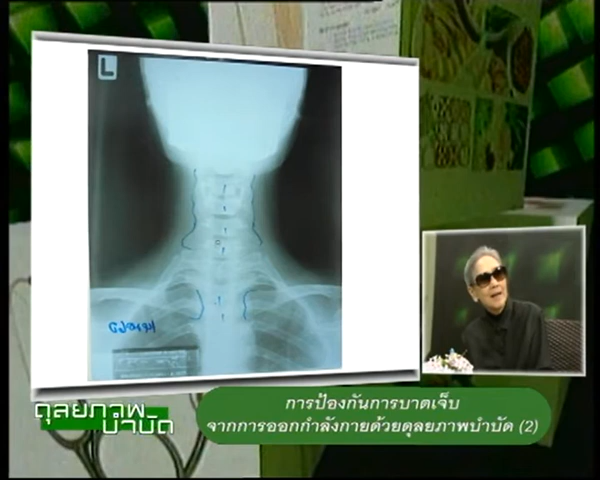 L
ดุลยภาพ
บำบัด
การป้องกันการบาดเจ็บ
จากการออกกำลังกายด้วยดุลยภาพบำบัด (2)